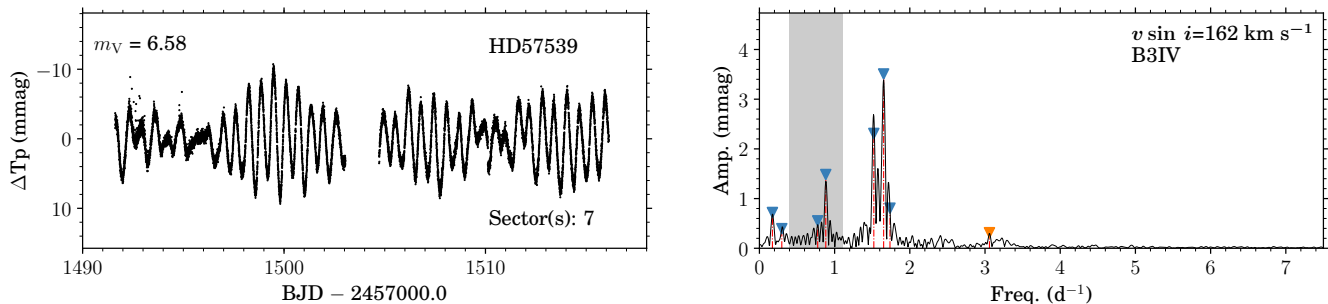 m_V = 6.58
HD57539
−10
0
10
ΔTp (mmag)
Sector(s): 7
1490
1500
1510
BJD − 2457000.0
v sin i=162 km s⁻¹
B3IV
4
3
2
1
0
Amp. (mmag)
0
1
2
3
4
5
6
7
Freq. (d⁻¹)